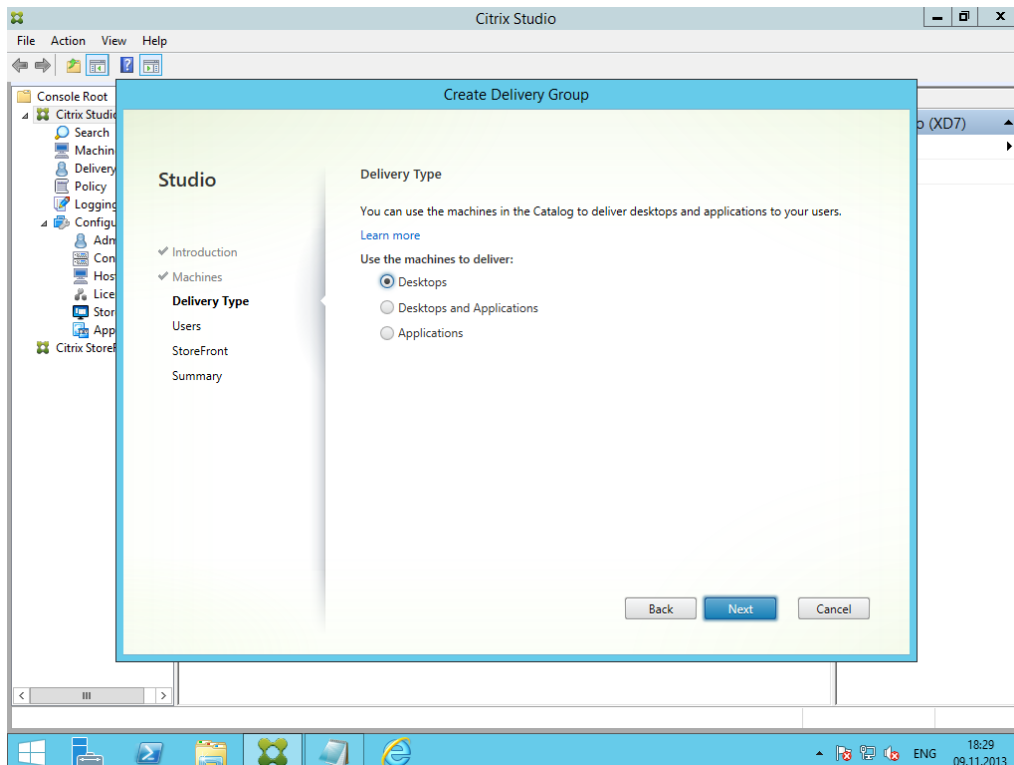 Citrix Studio
File Action View Help
Console Root
Citrix Studio
Search
Machin
Delivery
Policy
Logging
Configu
Adm
Con
Hos
Lice
Stor
App
Citrix StoreF
Create Delivery Group
Studio
Introduction
Machines
Delivery Type
Users
StoreFront
Summary
Delivery Type
You can use the machines in the Catalog to deliver desktops and applications to your users.
Learn more
Use the machines to deliver:
Desktops
Desktops and Applications
Applications
Back Next Cancel
o (XD7)
ENG
18:29
09.11.2013